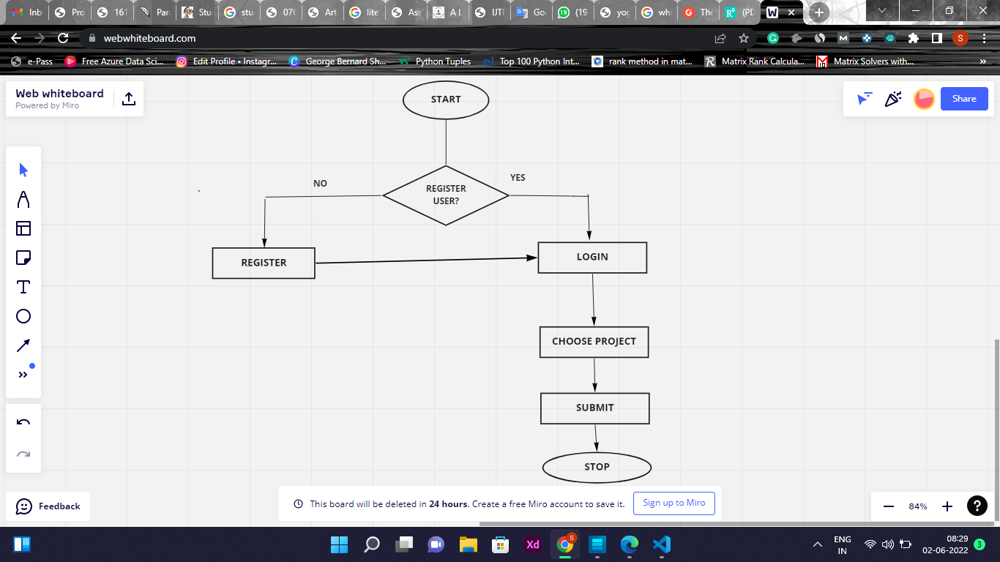 Inb
Pro
161
Par
Stu
stu
076
Art
lite
Ass
A L
IJTF
Go
(19
yog
wh
The
(PD
webwhiteboard.com
e-Pass
Free Azure Data Sci...
Edit Profile • Instagr...
George Bernard Sh...
Python Tuples
Top 100 Python Int...
rank method in mat...
Matrix Rank Calcula...
Matrix Solvers with...
Web whiteboard
Powered by Miro
Share
START
NO
YES
REGISTER
USER?
REGISTER
LOGIN
CHOOSE PROJECT
SUBMIT
STOP
Feedback
This board will be deleted in 24 hours. Create a free Miro account to save it.
Sign up to Miro
84%
ENG
IN
08:29
02-06-2022
3